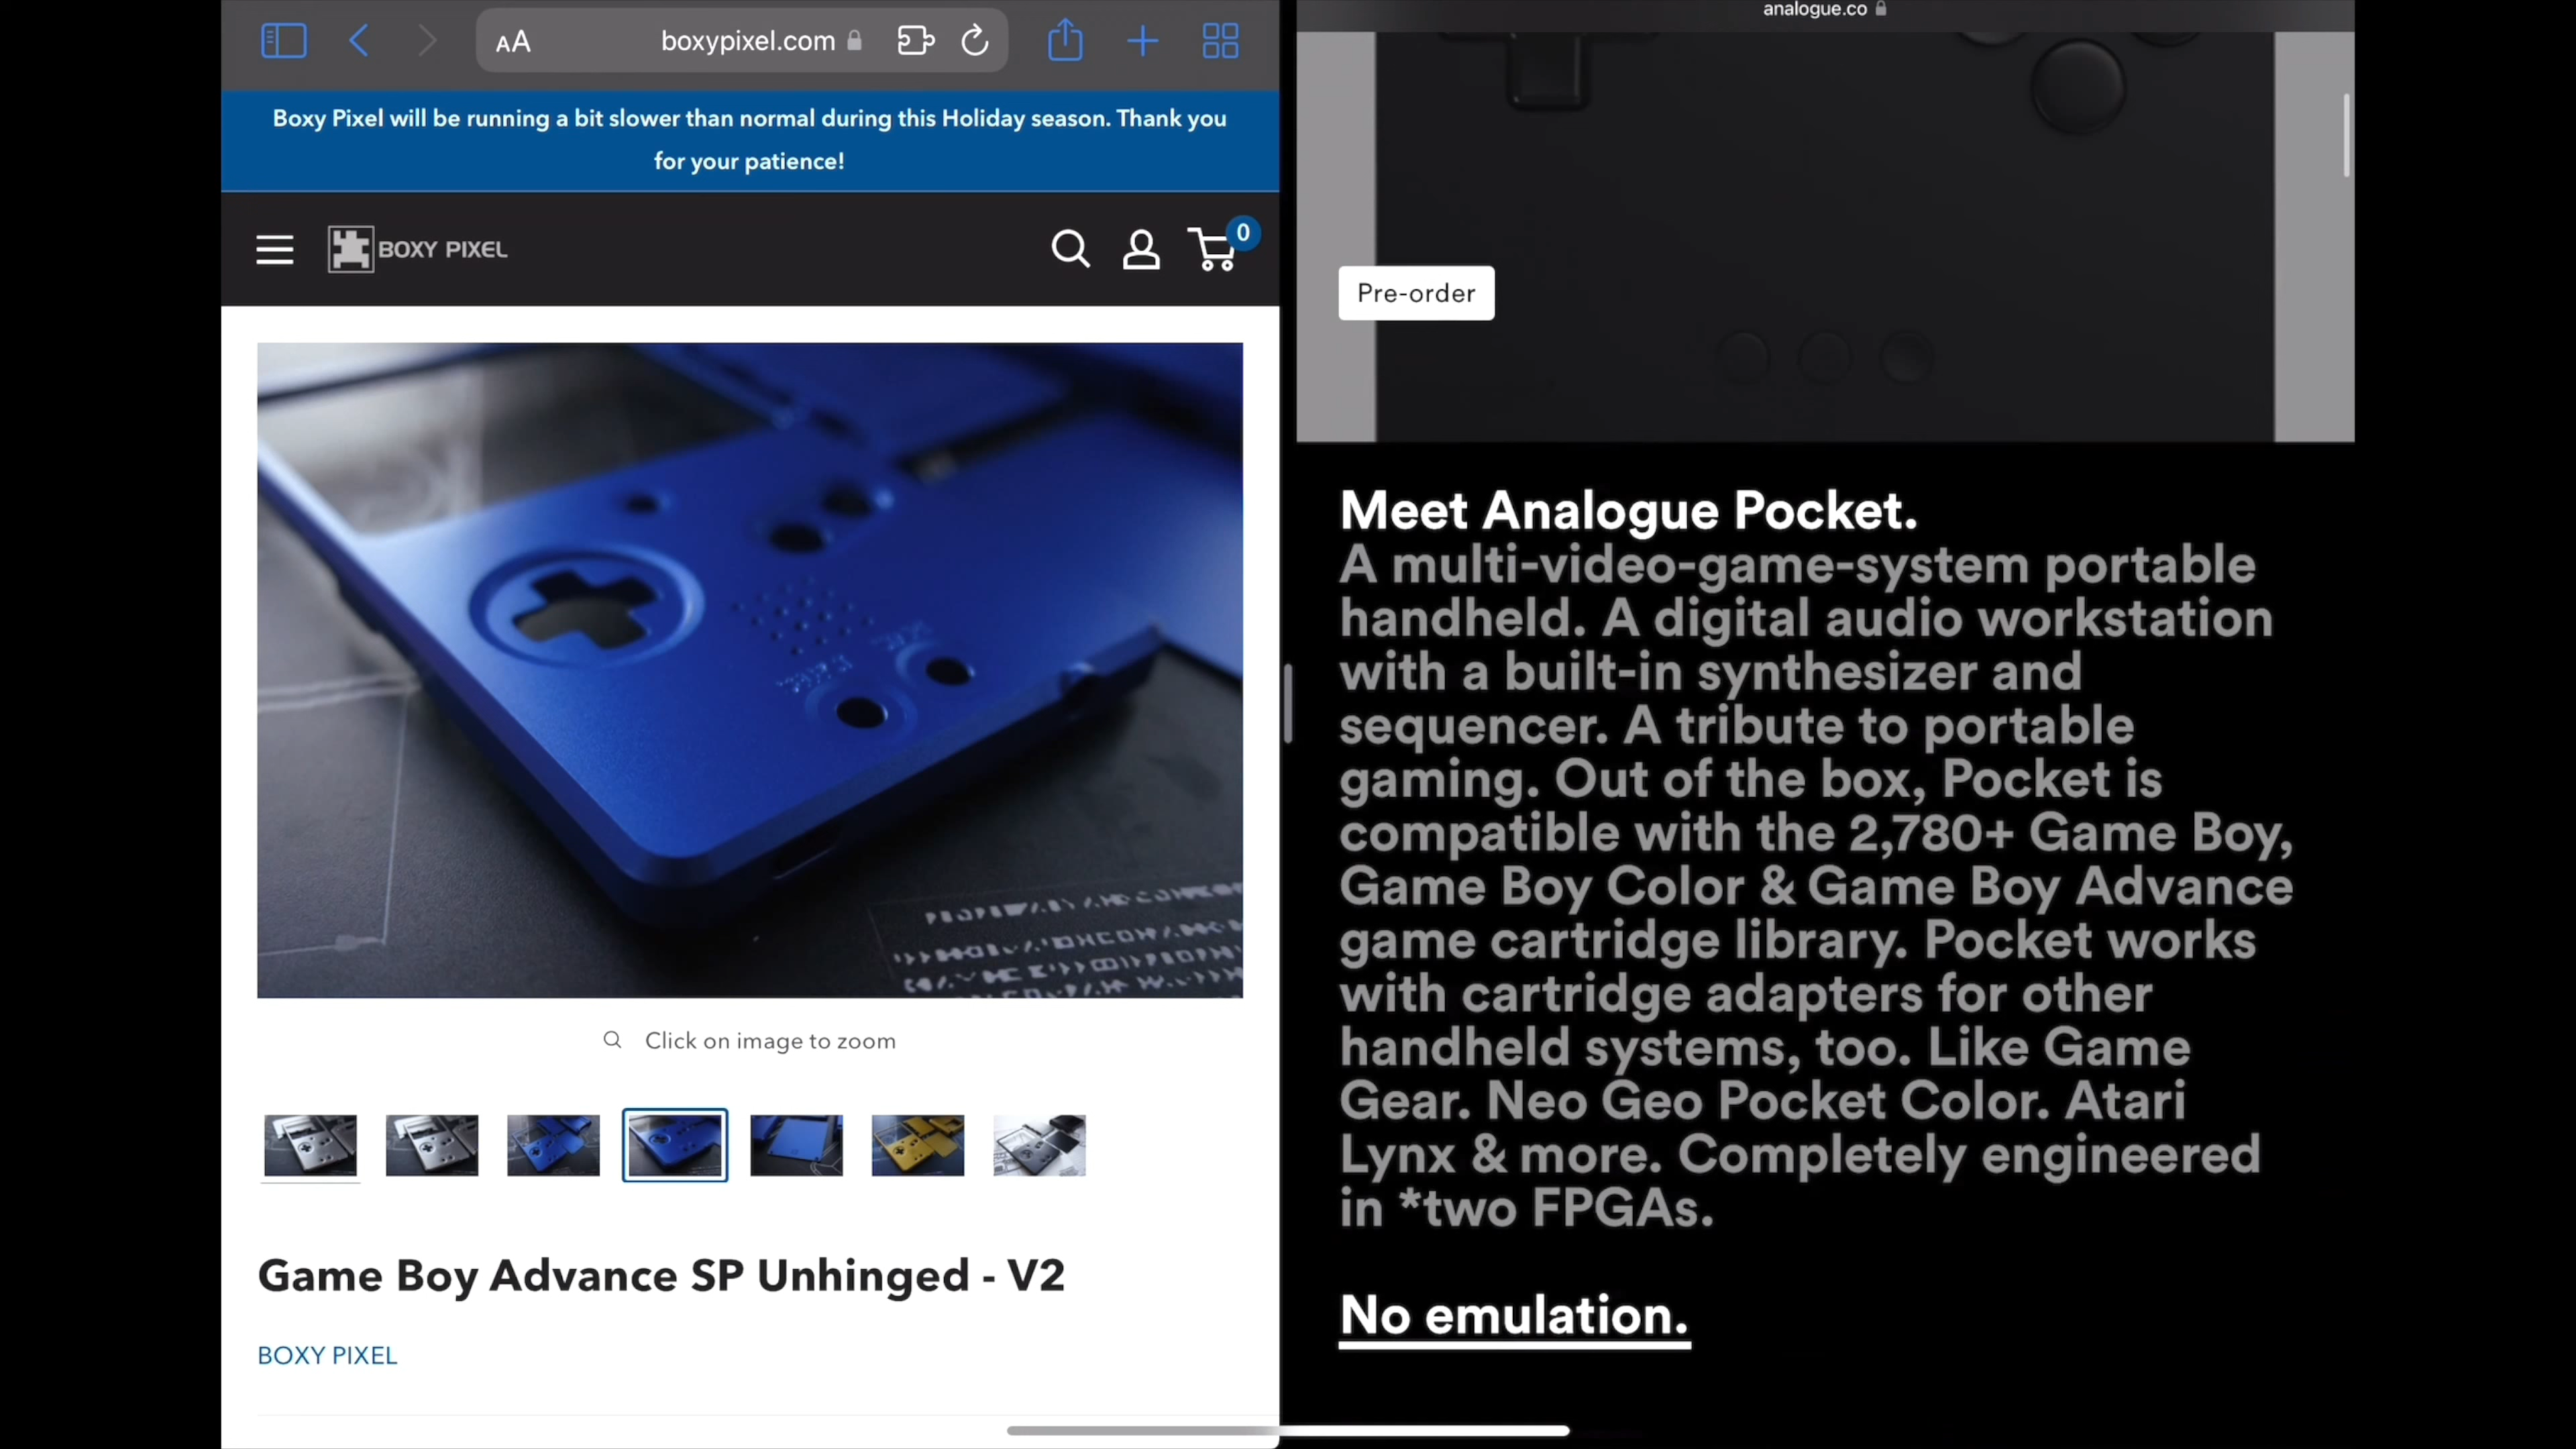 AA
boxypixel.com
Boxy Pixel will be running a bit slower than normal during this Holiday season. Thank you
for your patience!
BOXY PIXEL
0
Click on image to zoom
Game Boy Advance SP Unhinged - V2
BOXY PIXEL
analogue.co
Pre-order
Meet Analogue Pocket.
A multi-video-game-system portable
handheld. A digital audio workstation
with a built-in synthesizer and
sequencer. A tribute to portable
gaming. Out of the box, Pocket is
compatible with the 2,780+ Game Boy,
Game Boy Color & Game Boy Advance
game cartridge library. Pocket works
with cartridge adapters for other
handheld systems, too. Like Game
Gear. Neo Geo Pocket Color. Atari
Lynx & more. Completely engineered
in *two FPGAs.
No emulation.